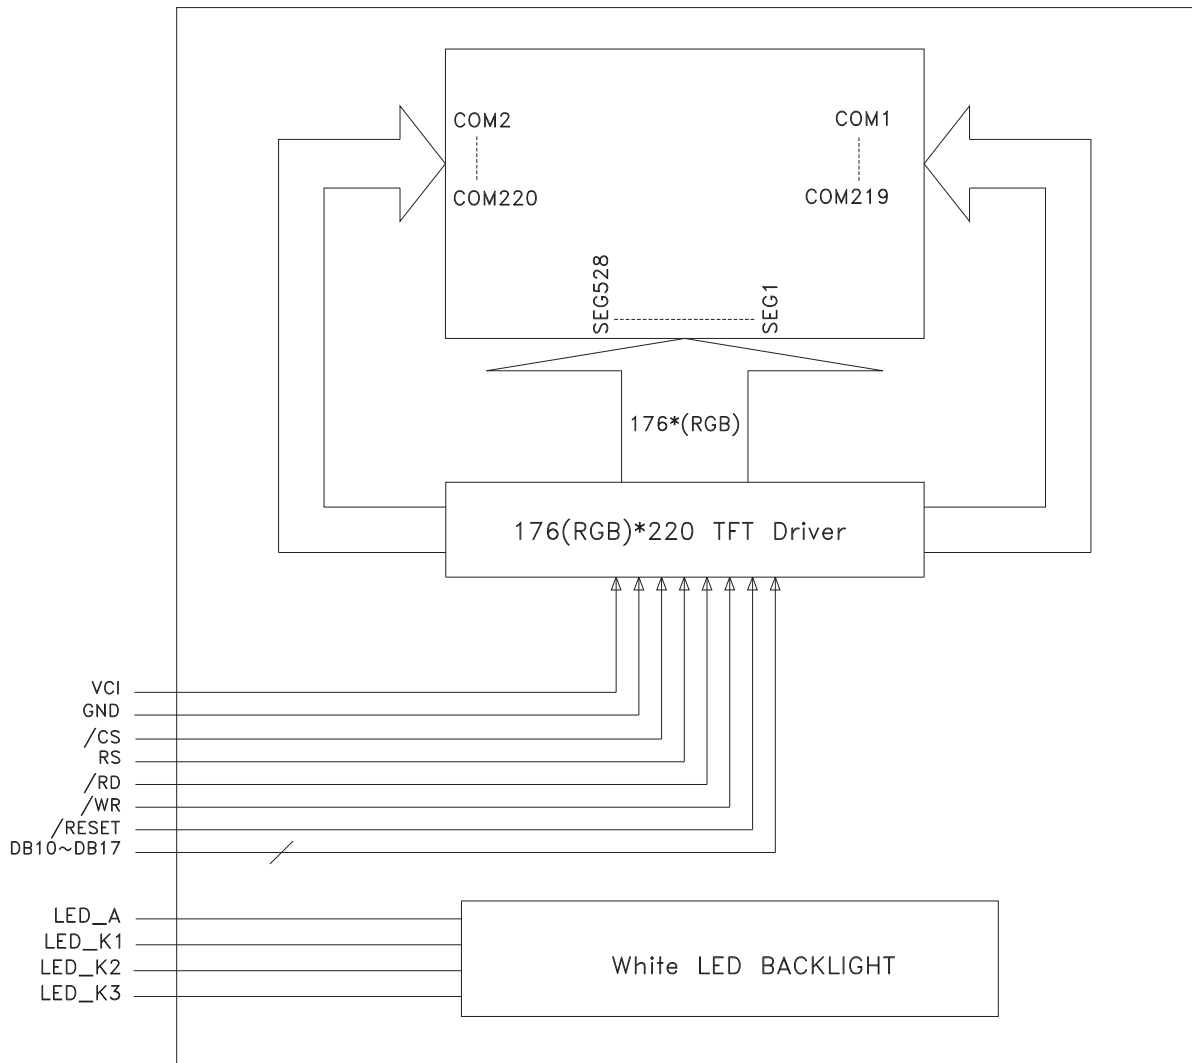 COM2
COM1
COM220
COM219
SEG528
SEG1
176*(RGB)
176(RGB)*220 TFT Driver
VCI
GND
/CS
RS
/RD
/WR
/RESET
DB10~DB17
LED_A
LED_K1
LED_K2
LED_K3
White LED BACKLIGHT